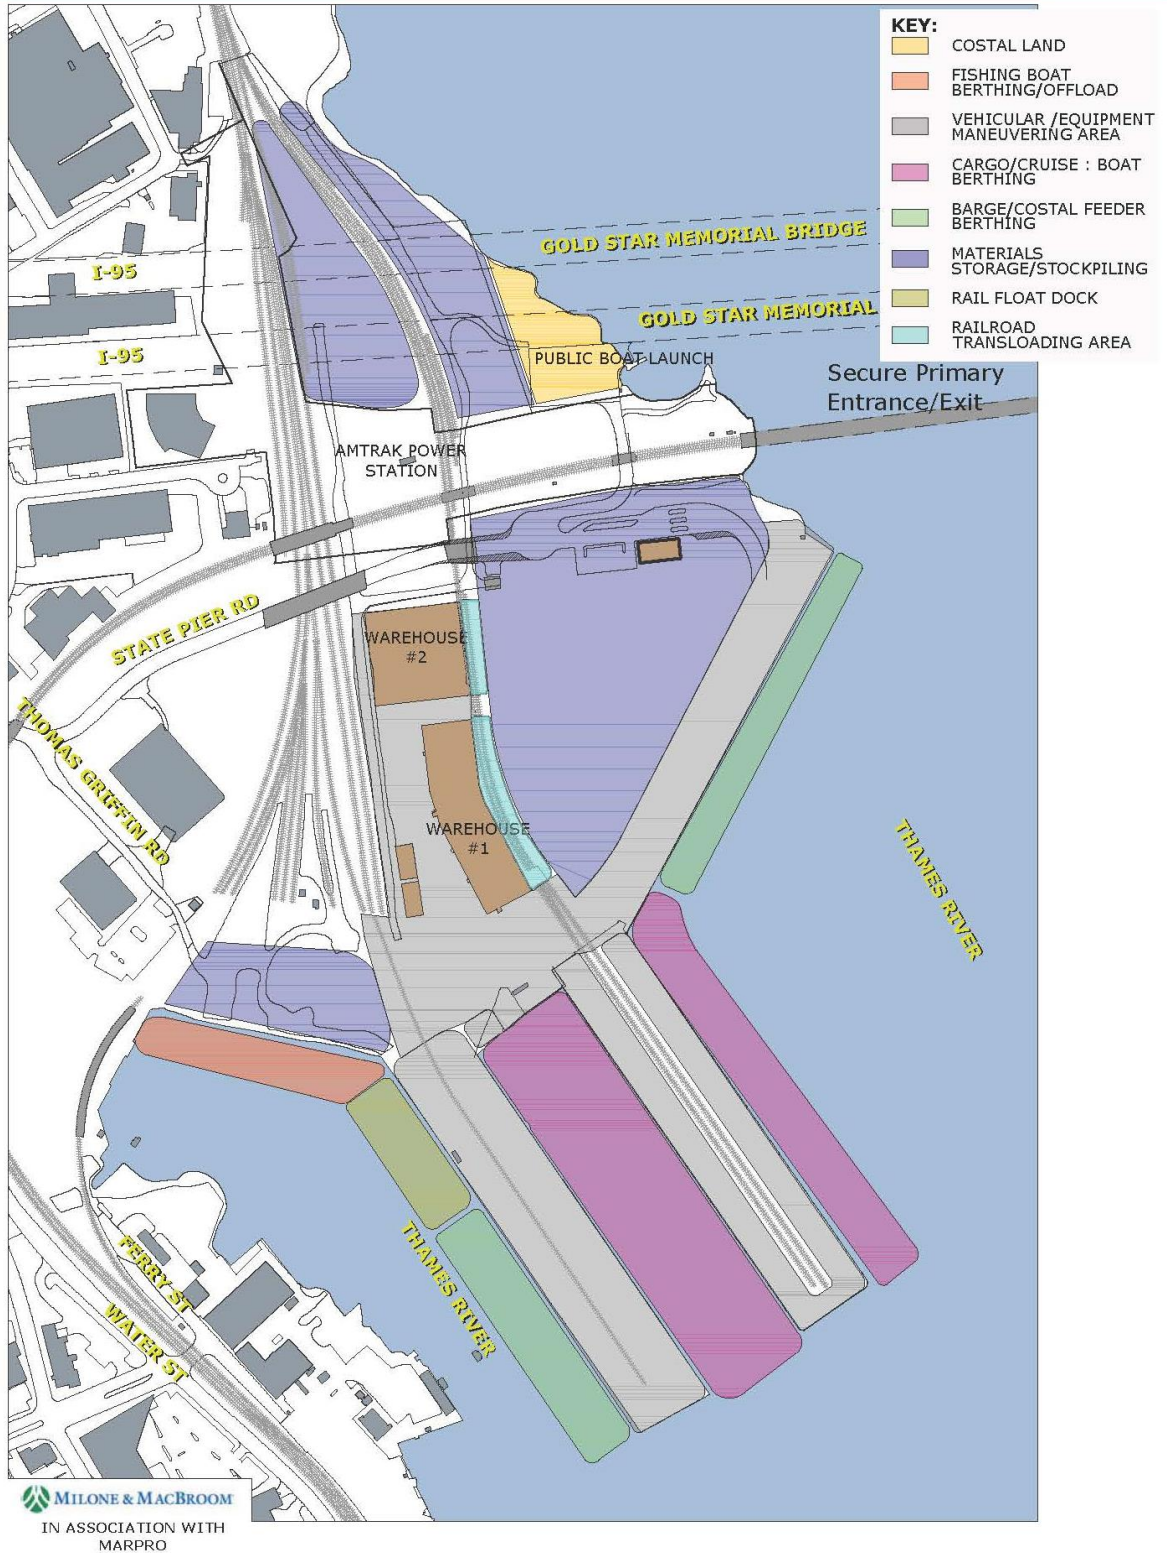 KEY:
COSTAL LAND
FISHING BOAT
BERTHING/OFFLOAD
VEHICULAR /EQUIPMENT
MANEUVERING AREA
CARGO/CRUISE : BOAT
BERTHING
BARGE/COSTAL FEEDER
BERTHING
MATERIALS
STORAGE/STOCKPILING
RAIL FLOAT DOCK
RAILROAD
TRANSLOADING AREA
GOLD STAR MEMORIAL BRIDGE
I-95
GOLD STAR MEMORIAL
I-95
PUBLIC BOAT LAUNCH
Secure Primary
Entrance/Exit
AMTRAK POWER
STATION
STATE PIER RD
WAREHOUSE
#2
THOMAS GRIFFIN RD
WAREHOUSE
#1
THAMES RIVER
THAMES RIVER
FERRY ST
WATER ST
MILONE & MACBROOM
IN ASSOCIATION WITH
MARPRO